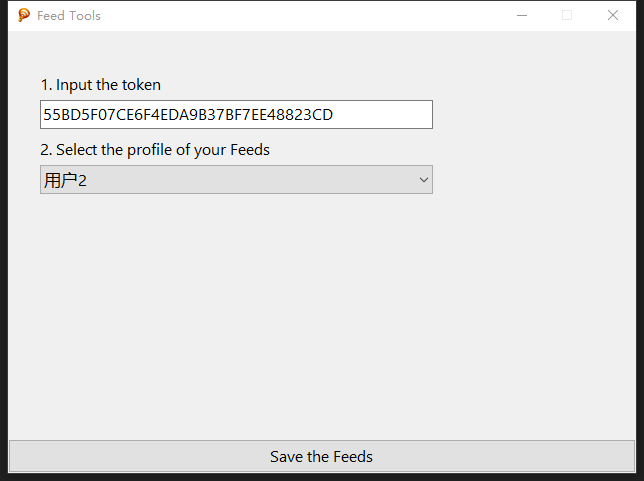 Feed Tools
1. Input the token
55BD5F07CE6F4EDA9B37BF7EE48823CD
2. Select the profile of your Feeds
用户2
Save the Feeds